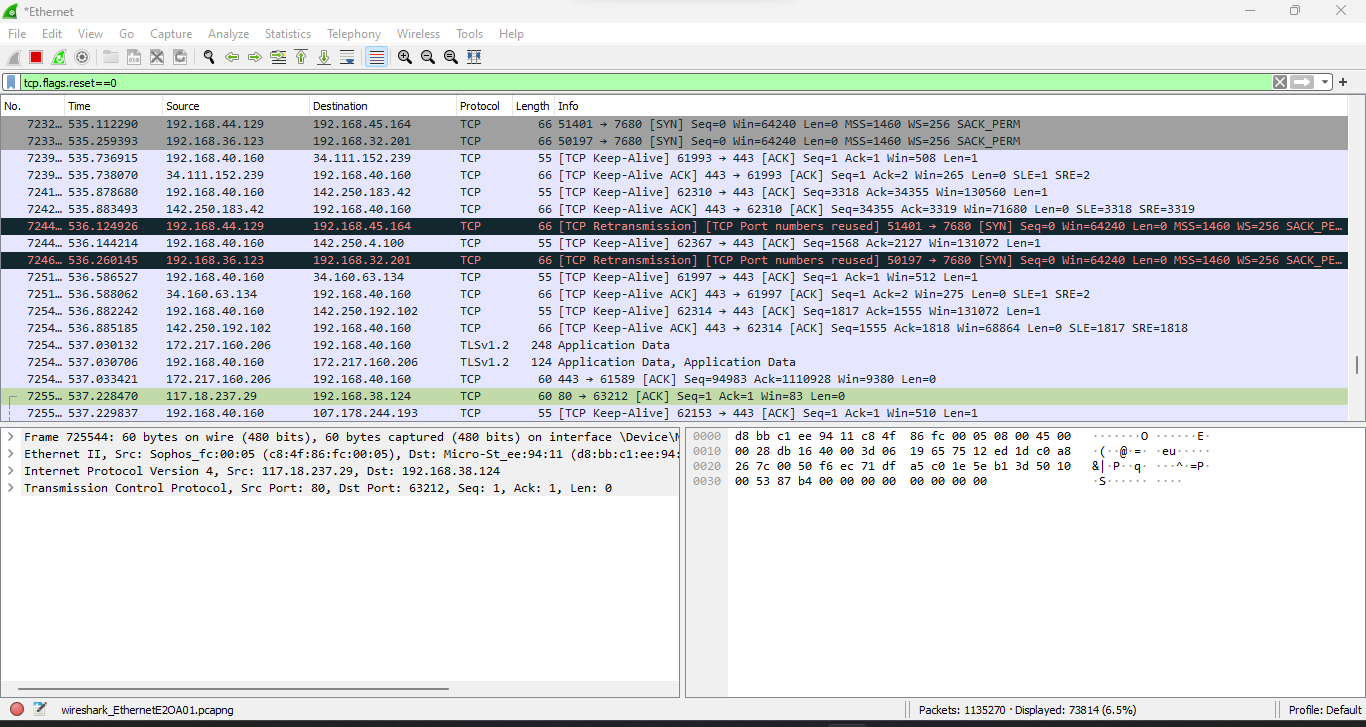 *Ethernet
File Edit View Go Capture Analyze Statistics Telephony Wireless Tools Help
tcp.flags.reset==0
No. Time Source Destination Protocol Length Info
7232… 535.112290 192.168.44.129 192.168.45.164 TCP 66 51401 → 7680 [SYN] Seq=0 Win=64240 Len=0 MSS=1460 WS=256 SACK_PERM
7233… 535.259393 192.168.36.123 192.168.32.201 TCP 66 50197 → 7680 [SYN] Seq=0 Win=64240 Len=0 MSS=1460 WS=256 SACK_PERM
7239… 535.736915 192.168.40.160 34.111.152.239 TCP 55 [TCP Keep-Alive] 61993 → 443 [ACK] Seq=1 Ack=1 Win=508 Len=1
7239… 535.738070 34.111.152.239 192.168.40.160 TCP 66 [TCP Keep-Alive ACK] 443 → 61993 [ACK] Seq=1 Ack=2 Win=265 Len=0 SLE=1 SRE=2
7241… 535.878680 192.168.40.160 142.250.183.42 TCP 55 [TCP Keep-Alive] 62310 → 443 [ACK] Seq=3318 Ack=34355 Win=130560 Len=1
7242… 535.883493 142.250.183.42 192.168.40.160 TCP 66 [TCP Keep-Alive ACK] 443 → 62310 [ACK] Seq=34355 Ack=3319 Win=71680 Len=0 SLE=3318 SRE=3319
7244… 536.124926 192.168.44.129 192.168.45.164 TCP 66 [TCP Retransmission] [TCP Port numbers reused] 51401 → 7680 [SYN] Seq=0 Win=64240 Len=0 MSS=1460 WS=256 SACK_PE…
7244… 536.144214 192.168.40.160 142.250.4.100 TCP 55 [TCP Keep-Alive] 62367 → 443 [ACK] Seq=1568 Ack=2127 Win=131072 Len=1
7246… 536.260145 192.168.36.123 192.168.32.201 TCP 66 [TCP Retransmission] [TCP Port numbers reused] 50197 → 7680 [SYN] Seq=0 Win=64240 Len=0 MSS=1460 WS=256 SACK_PE…
7251… 536.586527 192.168.40.160 34.160.63.134 TCP 55 [TCP Keep-Alive] 61997 → 443 [ACK] Seq=1 Ack=1 Win=512 Len=1
7251… 536.588062 34.160.63.134 192.168.40.160 TCP 66 [TCP Keep-Alive ACK] 443 → 61997 [ACK] Seq=1 Ack=2 Win=275 Len=0 SLE=1 SRE=2
7254… 536.882242 192.168.40.160 142.250.192.102 TCP 55 [TCP Keep-Alive] 62314 → 443 [ACK] Seq=1817 Ack=1555 Win=131072 Len=1
7254… 536.885185 142.250.192.102 192.168.40.160 TCP 66 [TCP Keep-Alive ACK] 443 → 62314 [ACK] Seq=1555 Ack=1818 Win=68864 Len=0 SLE=1817 SRE=1818
7254… 537.030132 172.217.160.206 192.168.40.160 TLSv1.2 248 Application Data
7254… 537.030706 192.168.40.160 172.217.160.206 TLSv1.2 124 Application Data, Application Data
7254… 537.033421 172.217.160.206 192.168.40.160 TCP 60 443 → 61589 [ACK] Seq=94983 Ack=1110928 Win=9380 Len=0
7255… 537.228470 117.18.237.29 192.168.38.124 TCP 60 80 → 63212 [ACK] Seq=1 Ack=1 Win=83 Len=0
7255… 537.229837 192.168.40.160 107.178.244.193 TCP 55 [TCP Keep-Alive] 62153 → 443 [ACK] Seq=1 Ack=1 Win=510 Len=1
Frame 725544: 60 bytes on wire (480 bits), 60 bytes captured (480 bits) on interface \Device\N
Ethernet II, Src: Sophos_fc:00:05 (c8:4f:86:fc:00:05), Dst: Micro-St_ee:94:11 (d8:bb:c1:ee:94:
Internet Protocol Version 4, Src: 117.18.237.29, Dst: 192.168.38.124
Transmission Control Protocol, Src Port: 80, Dst Port: 63212, Seq: 1, Ack: 1, Len: 0
0000 d8 bb c1 ee 94 11 c8 4f 86 fc 00 05 08 00 45 00 ·······O ······E·
0010 00 28 db 16 40 00 3d 06 19 65 75 12 ed 1d c0 a8 ·(··@·=· ·eu·····
0020 26 7c 00 50 f6 ec 71 df a5 c0 1e 5e b1 3d 50 10 &|·P··q· ···^·=P·
0030 00 53 87 b4 00 00 00 00 00 00 00 00 ·S······ ····
wireshark_EthernetE2OA01.pcapng
Packets: 1135270 · Displayed: 73814 (6.5%)
Profile: Default